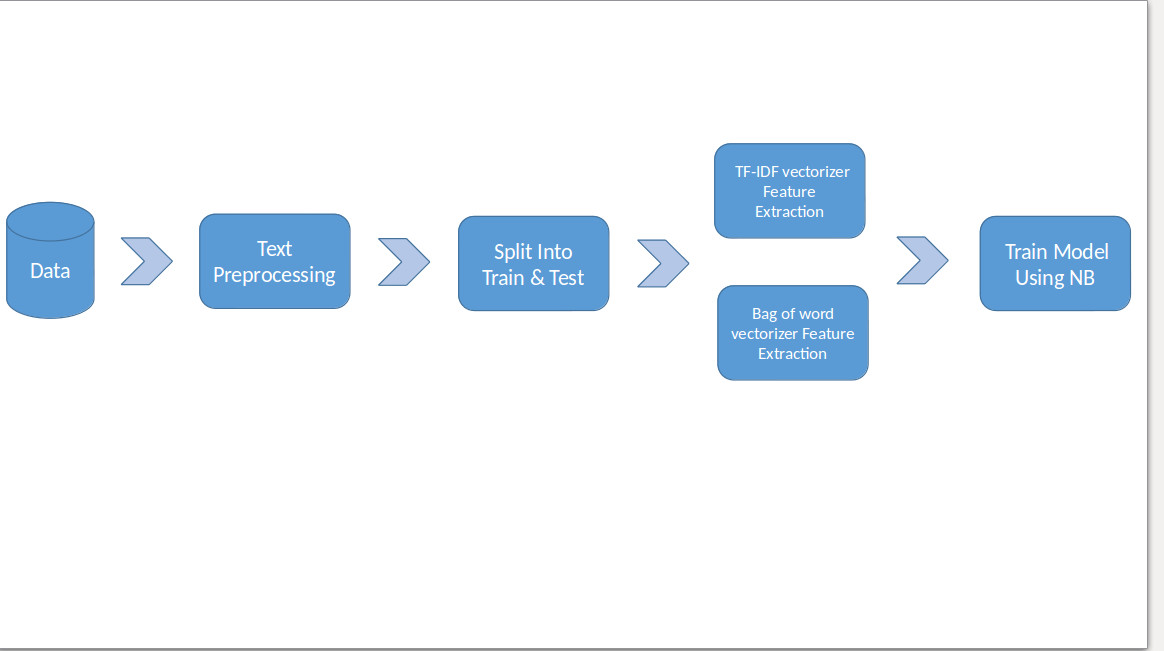 Data
Text
Preprocessing
Split Into
Train & Test
TF-IDF vectorizer
Feature
Extraction
Bag of word
vectorizer Feature
Extraction
Train Model
Using NB